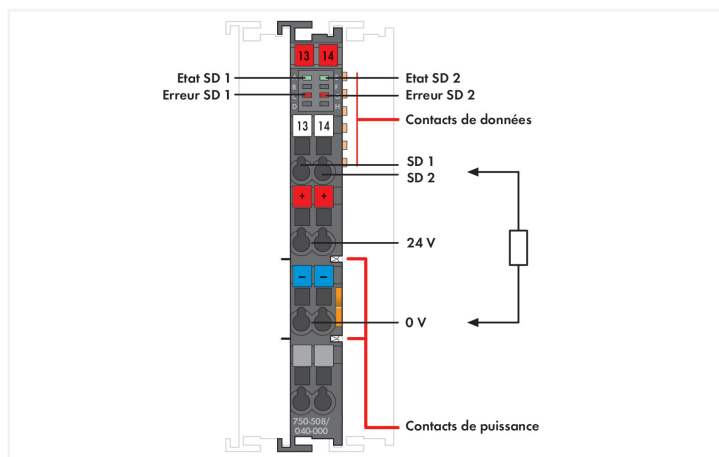 13 14
Etat SD 1
Etat SD 2
Erreur SD 1
Erreur SD 2
D
H
Contacts de données
13 14
SD 1
SD 2
+ +
24 V
– –
0 V
Contacts de puissance
750-508/
040-000